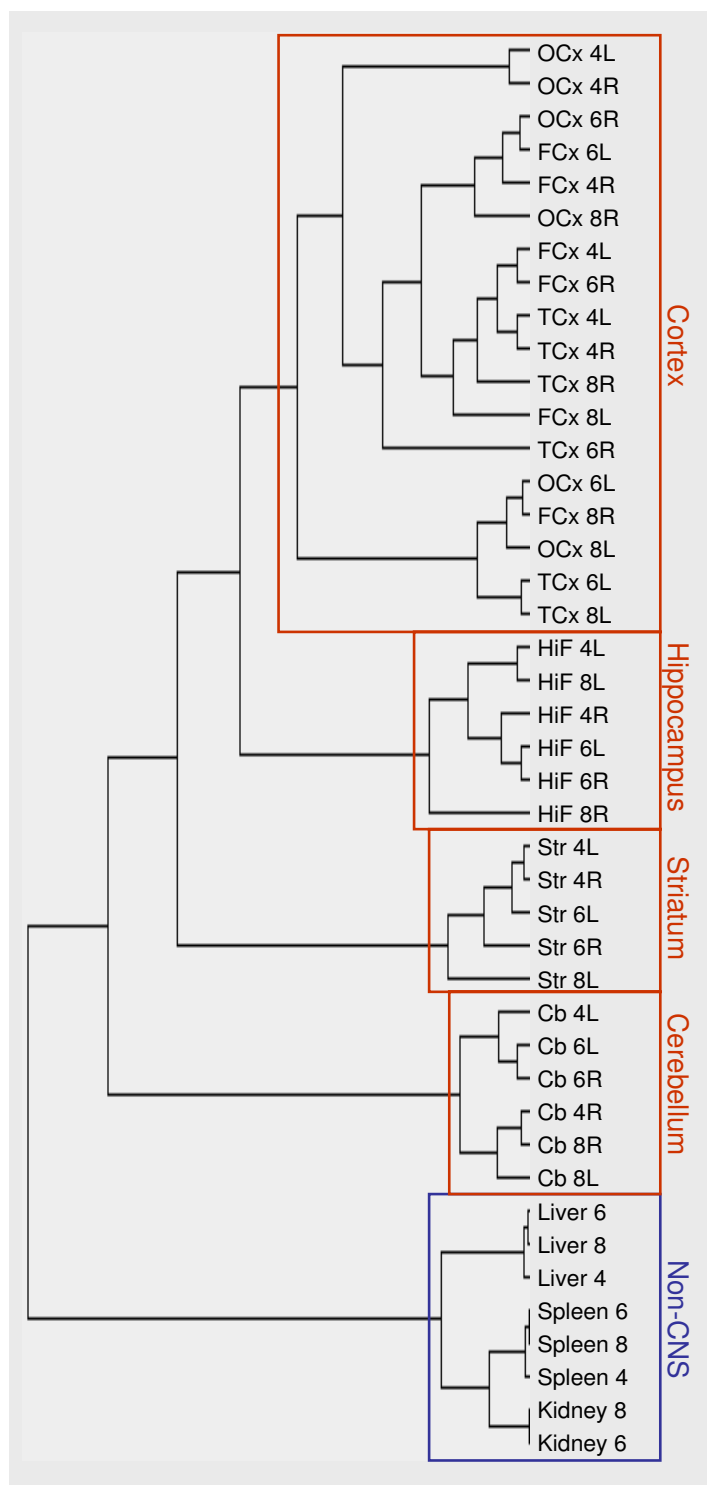 OCx 4L
OCx 4R
OCx 6R
FCx 6L
FCx 4R
OCx 8R
FCx 4L
FCx 6R
TCx 4L
TCx 4R
TCx 8R
FCx 8L
TCx 6R
OCx 6L
FCx 8R
OCx 8L
TCx 6L
TCx 8L
Cortex
HiF 4L
HiF 8L
HiF 4R
HiF 6L
HiF 6R
HiF 8R
Hippocampus
Str 4L
Str 4R
Str 6L
Str 6R
Str 8L
Striatum
Cb 4L
Cb 6L
Cb 6R
Cb 4R
Cb 8R
Cb 8L
Cerebellum
Liver 6
Liver 8
Liver 4
Spleen 6
Spleen 8
Spleen 4
Kidney 8
Kidney 6
Non-CNS